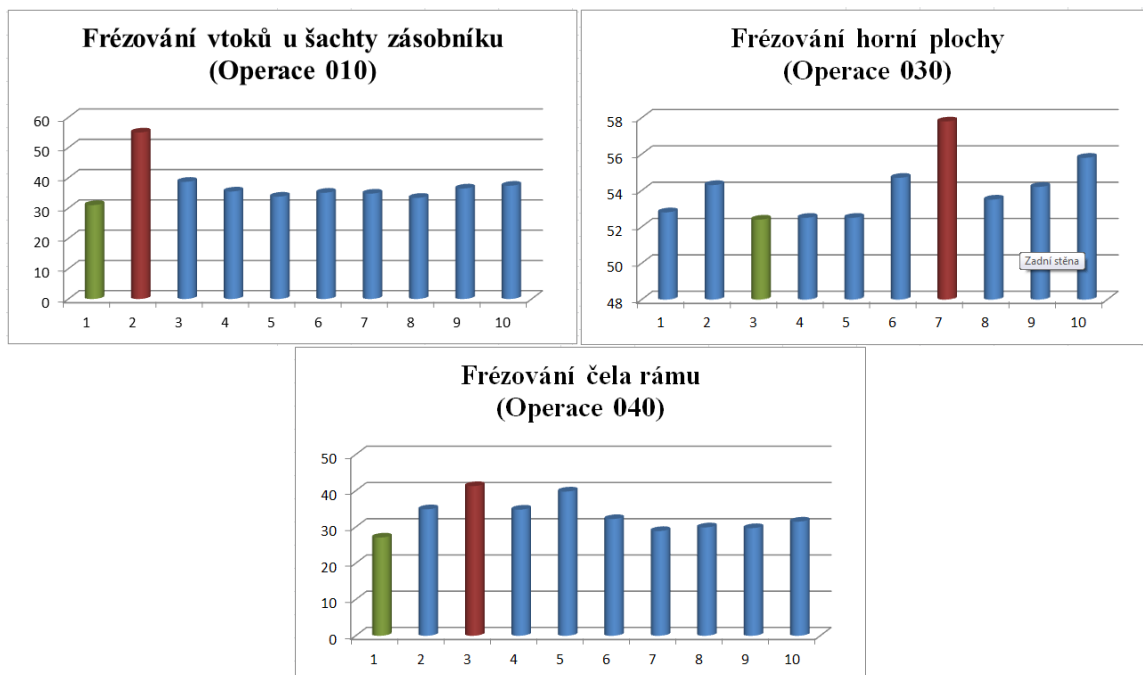 Frézování vtoků u šachty zásobníku
(Operace 010)
60
50
40
30
20
10
0
1 2 3 4 5 6 7 8 9 10
Frézování horní plochy
(Operace 030)
58
56
54
52
50
48
Zadní stěna
1 2 3 4 5 6 7 8 9 10
Frézování čela rámu
(Operace 040)
50
40
30
20
10
0
1 2 3 4 5 6 7 8 9 10